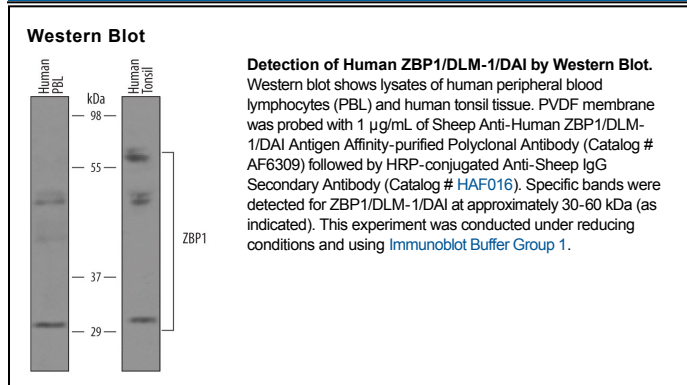 Western Blot
Human PBL
Human Tonsil
kDa
98
55
37
29
ZBP1
Detection of Human ZBP1/DLM-1/DAI by Western Blot.
Western blot shows lysates of human peripheral blood
lymphocytes (PBL) and human tonsil tissue. PVDF membrane
was probed with 1 µg/mL of Sheep Anti-Human ZBP1/DLM-
1/DAI Antigen Affinity-purified Polyclonal Antibody (Catalog #
AF6309) followed by HRP-conjugated Anti-Sheep IgG
Secondary Antibody (Catalog # HAF016). Specific bands were
detected for ZBP1/DLM-1/DAI at approximately 30-60 kDa (as
indicated). This experiment was conducted under reducing
conditions and using Immunoblot Buffer Group 1.